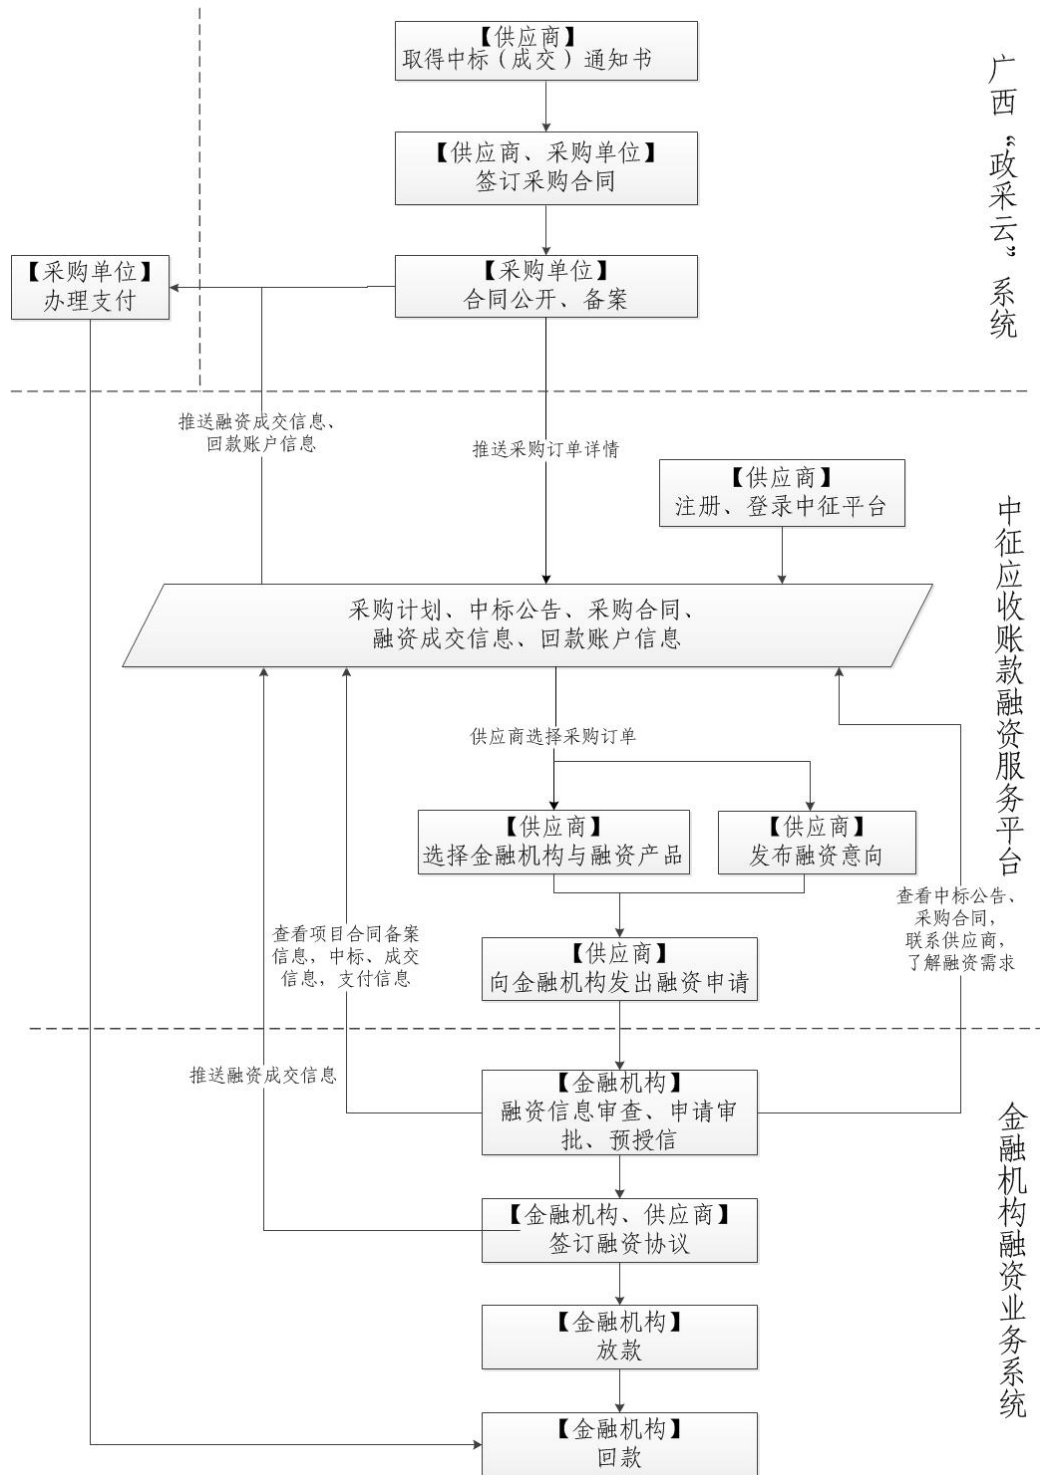 【供应商】
取得中标（成交）通知书
广西“政采云”系统
【供应商、采购单位】
签订采购合同
【采购单位】
办理支付
【采购单位】
合同公开、备案
推送融资成交信息、
回款账户信息
推送采购订单详情
【供应商】
注册、登录中征平台
中征应收账款融资服务平台
采购计划、中标公告、采购合同、
融资成交信息、回款账户信息
供应商选择采购订单
【供应商】
选择金融机构与融资产品
【供应商】
发布融资意向
查看中标公告、
采购合同，
联系供应商，
了解融资需求
查看项目合同备案
信息，中标、成交
信息，支付信息
【供应商】
向金融机构发出融资申请
推送融资成交信息
【金融机构】
融资信息审查、申请审
批、预授信
金融机构融资业务系统
【金融机构、供应商】
签订融资协议
【金融机构】
放款
【金融机构】
回款